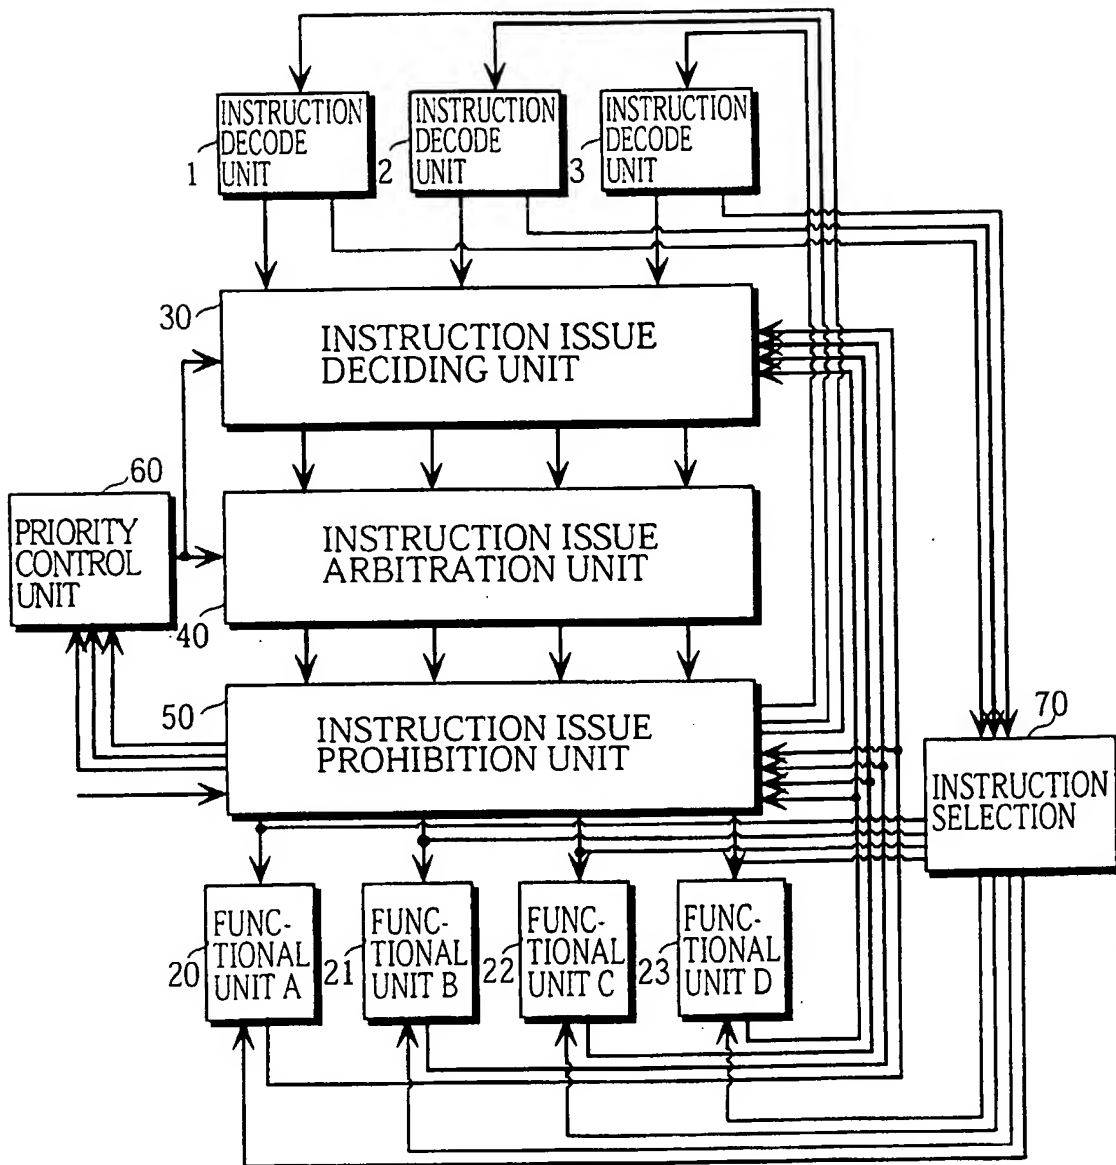 INSTRUCTION
DECODE
UNIT
1
INSTRUCTION
DECODE
UNIT
2
INSTRUCTION
DECODE
UNIT
3
30
INSTRUCTION ISSUE
DECIDING UNIT
60
PRIORITY
CONTROL
UNIT
INSTRUCTION ISSUE
ARBITRATION UNIT
40
50
INSTRUCTION ISSUE
PROHIBITION UNIT
70
INSTRUCTION
SELECTION
FUNC-
TIONAL
UNIT A
20
FUNC-
TIONAL
UNIT B
21
FUNC-
TIONAL
UNIT C
22
FUNC-
TIONAL
UNIT D
23